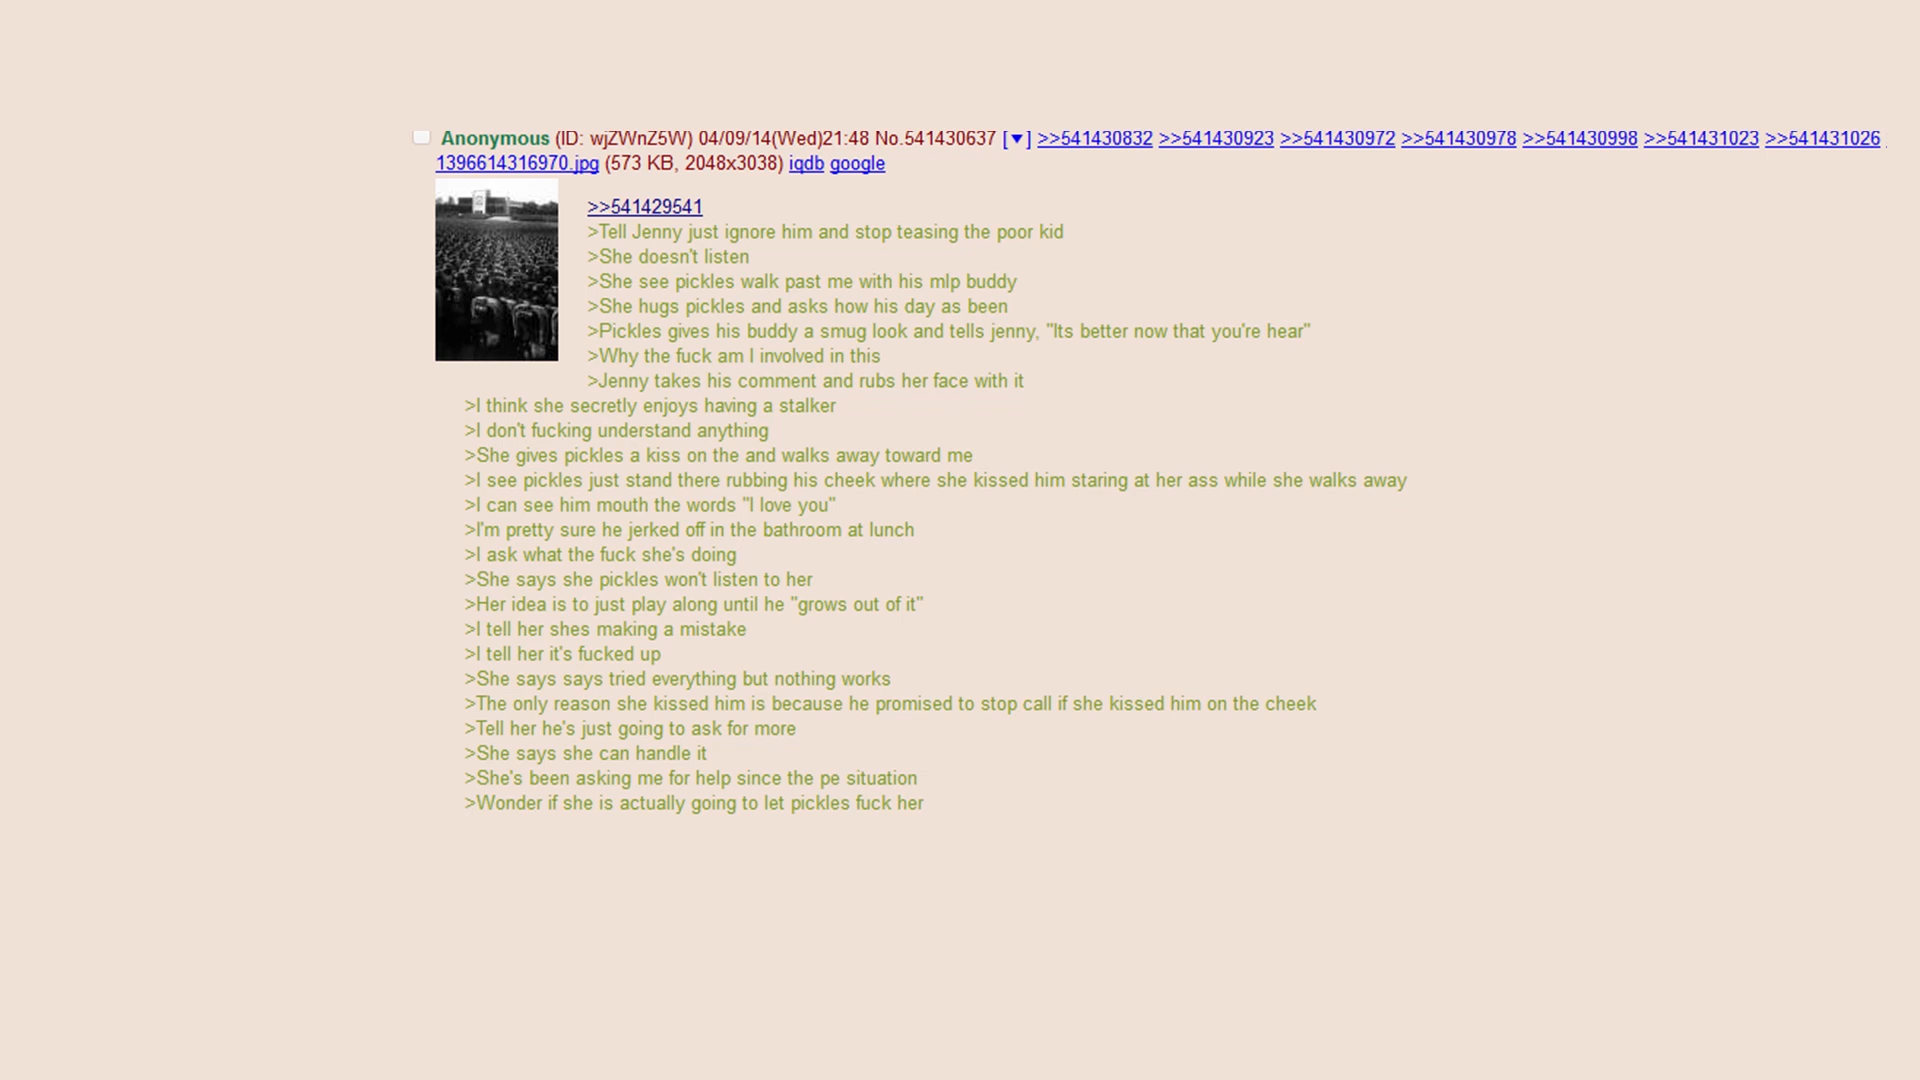 Anonymous (ID: wjZWnZ5W) 04/09/14(Wed)21:48 No.541430637 [▼] >>541430832 >>541430923 >>541430972 >>541430978 >>541430998 >>541431023 >>541431026
1396614316970.jpg (573 KB, 2048x3038) iqdb google
>>541429541
>Tell Jenny just ignore him and stop teasing the poor kid
>She doesn't listen
>She see pickles walk past me with his mlp buddy
>She hugs pickles and asks how his day as been
>Pickles gives his buddy a smug look and tells jenny, "Its better now that you're hear"
>Why the fuck am I involved in this
>Jenny takes his comment and rubs her face with it
>I think she secretly enjoys having a stalker
>I don't fucking understand anything
>She gives pickles a kiss on the and walks away toward me
>I see pickles just stand there rubbing his cheek where she kissed him staring at her ass while she walks away
>I can see him mouth the words "I love you"
>I'm pretty sure he jerked off in the bathroom at lunch
>I ask what the fuck she's doing
>She says she pickles won't listen to her
>Her idea is to just play along until he "grows out of it"
>I tell her shes making a mistake
>I tell her it's fucked up
>She says says tried everything but nothing works
>The only reason she kissed him is because he promised to stop call if she kissed him on the cheek
>Tell her he's just going to ask for more
>She says she can handle it
>She's been asking me for help since the pe situation
>Wonder if she is actually going to let pickles fuck her